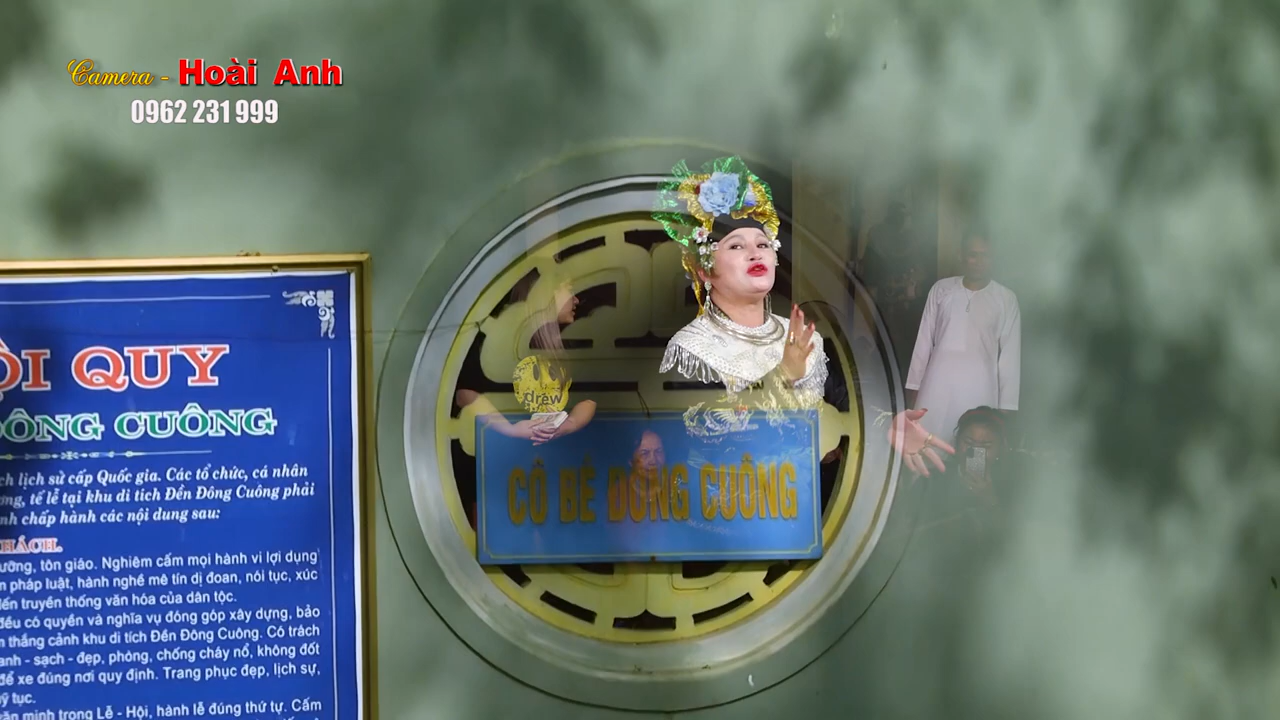 Camera - Hoài Anh
0962 231 999
ỘI QUY
ĐÔNG CUÔNG
ch lịch sử cấp Quốc gia. Các tổ chức, cá nhân
tế lễ tại khu di tích Đền Đông Cuông phải
chấp hành các nội dung sau:
KHÁCH.
ưỡng, tôn giáo. Nghiêm cấm mọi hành vi lợi dụng
pháp luật, hành nghề mê tín dị đoan, nói tục, xúc
đến truyền thống văn hóa của dân tộc.
đều có quyền và nghĩa vụ đóng góp xây dựng, bảo
thắng cảnh khu di tích Đền Đông Cuông. Có trách
anh - sạch - đẹp, phòng, chống cháy nổ, không đốt
để xe đúng nơi quy định. Trang phục đẹp, lịch sự,
kỹ tục.
văn minh trong Lễ - Hội, hành lễ đúng thứ tự. Cấm
drew
CÔ BÉ ĐÔNG CUÔNG